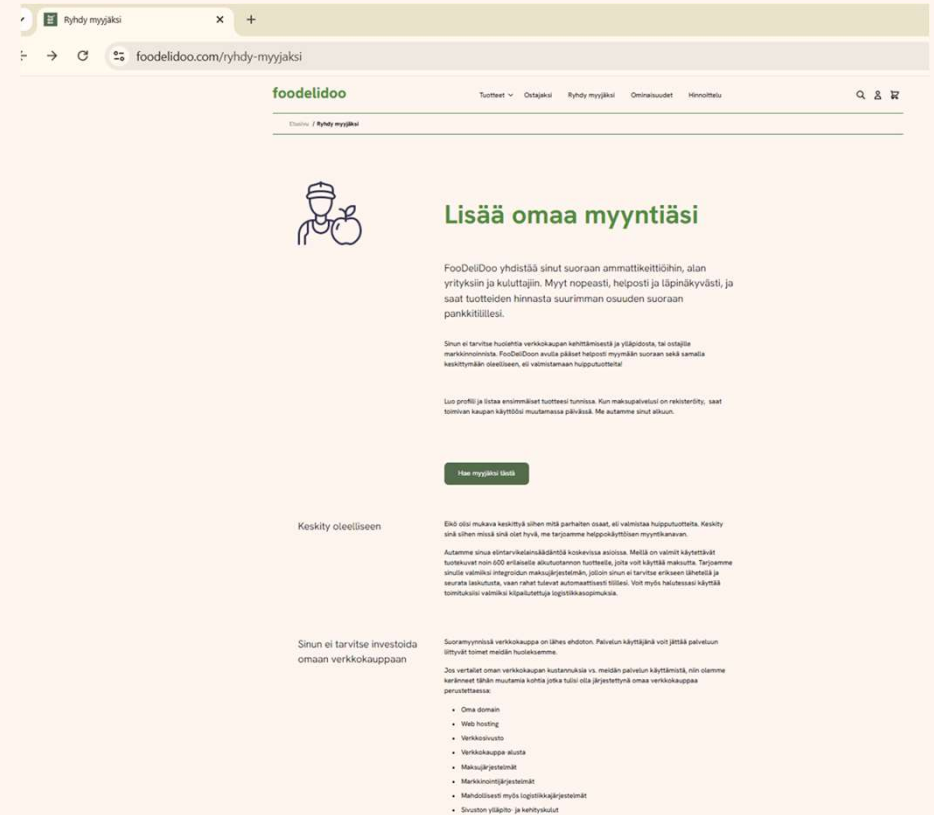 Ryhdy myyjäksi
foodelidoo.com/ryhdy-myyjaksi
foodelidoo
Tuotteet Ostajaksi Ryhdy myyjäksi Ominaisuudet Hinnoittelu
Etusivu / Ryhdy myyjäksi
Lisää omaa myyntiäsi
FooDeliDoo yhdistää sinut suoraan ammattikeittiöihin, alan
yrityksiin ja kuluttajiin. Myyt nopeasti, helposti ja läpinäkyvästi, ja
saat tuotteiden hinnasta suurimman osuuden suoraan
pankkitilillesi.
Sinun ei tarvitse huolehtia verkkokaupan kehittämisestä ja ylläpidosta, tai ostajille
markkinnoinnista. FooDeliDoon avulla pääset helposti myymään suoraan sekä samalla
keskittymään olaelliseen, eli valmistamaan huipputuotteita!
Luo profiili ja listaa ensimmäiset tuotteesi tunnissa. Kun maksupalvelusi on rekisteröity, saat
toimivan kaupan käyttöösi muutamassa päivässä. Me autamme sinut alkuun.
Hae myyjäksi tästä
Keskity oleelliseen
Eikö olisi mukava keskittyä siihen mitä parhaiten osaat, eli valmistaa huipputuotteita. Keskity
sinä siihen missä sinä olet hyvä, me tarjoamme helppokäyttöisen myyntikanavan.
Autamme sinua elintarvikelainsäädäntöä koskevissa asioissa. Meillä on valmiit käytettävät
tuotekuvat noin 600 erilaiselle alkutuotannon tuotteelle, joita voit käyttää maksutta. Tarjoamme
sinulle valmiiksi integroidun maksujärjestelmän, jolloin sinun ei tarvitse erikseen lähetellä ja
seurata laskutusta, vaan rahat tulevat automaattisesti tilillesi. Voit myös halutessasi käyttää
toimituksiisi valmiiksi kilpailutettuja logistiikkasopimuksia.
Sinun ei tarvitse investoida
omaan verkkokauppaan
Suoramyynnissä verkkokauppa on lähes ehdoton. Palvelun käyttäjänä voit jättää palveluun
liittyvät toimet meidän huoleksemme.
Jos vertailet oman verkkokaupan kustannuksia vs. meidän palvelun käyttämistä, niin olemme
keränneet tähän muutamia kohtia jotka tulisi olla järjestettynä omaa verkkokauppaa
perustettaessa:
• Oma domain
• Web hosting
• Verkkosivusto
• Verkkokauppa-alusta
• Maksujärjestelmät
• Markkinointijärjestelmät
• Mahdollisesti myös logistiikkajärjestelmät
• Sivuston ylläpito- ja kehityskulut